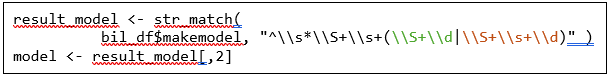 result_model <- str_match(
bil_df$makemodel, "^\\s*\\S+\\s+(\\S+\\d|\\S+\\s+\\d)" )
model <- result_model[,2]